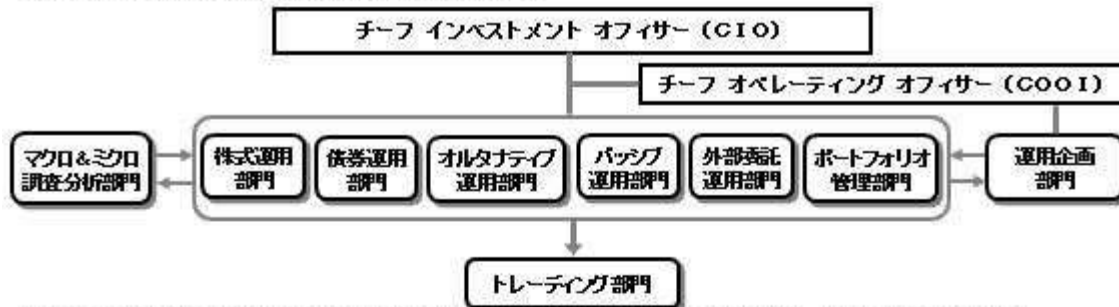 チーフ インベストメント オフィサー (CIO)
チーフ オペレーティング オフィサー (COOI)
マクロ&ミクロ
調査分析部門
株式運用
部門
債券運用
部門
オルタナティブ
運用部門
パッシブ
運用部門
外部委託
運用部門
ポートフォリオ
管理部門
運用企画
部門
トレーディング部門